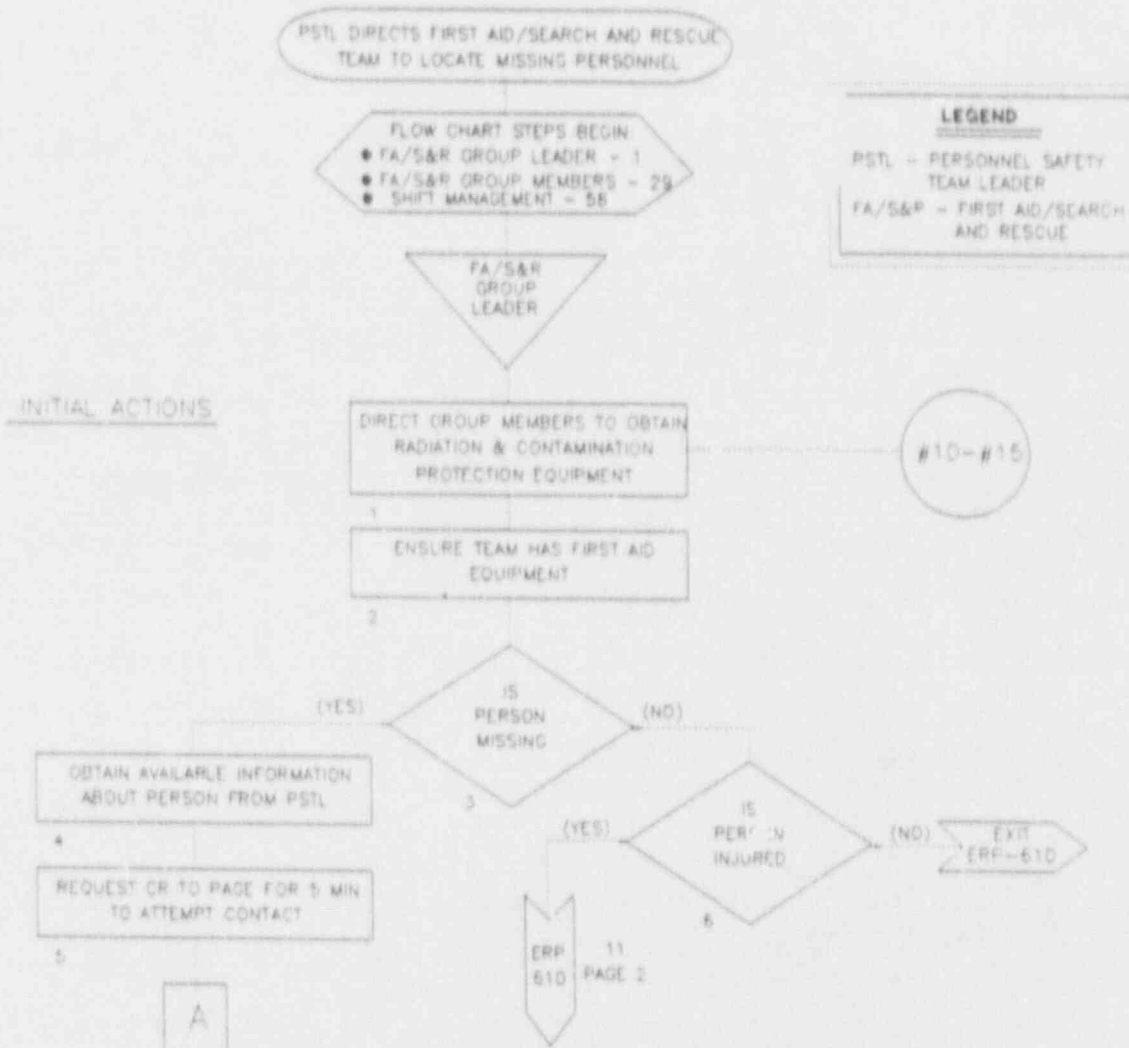 PSTL DIRECTS FIRST AID/SEARCH AND RESCUE
TEAM TO LOCATE MISSING PERSONNEL
FLOW CHART STEPS BEGIN
● FA/S&R GROUP LEADER - 1
● FA/S&R GROUP MEMBERS - 29
● SHIFT MANAGEMENT - 58
LEGEND
PSTL - PERSONNEL SAFETY
TEAM LEADER
FA/S&R - FIRST AID/SEARCH
AND RESCUE
FA/S&R
GROUP
LEADER
INITIAL ACTIONS
DIRECT GROUP MEMBERS TO OBTAIN
RADIATION & CONTAMINATION
PROTECTION EQUIPMENT
1
#10-#15
ENSURE TEAM HAS FIRST AID
EQUIPMENT
2
(YES)
IS
PERSON
MISSING
(NO)
3
OBTAIN AVAILABLE INFORMATION
ABOUT PERSON FROM PSTL
4
REQUEST CR TO PAGE FOR 5 MIN
TO ATTEMPT CONTACT
5
A
(YES)
IS
INJURED
(NO)
6
EXIT
ERP-610
ERP
610
11
PAGE 2